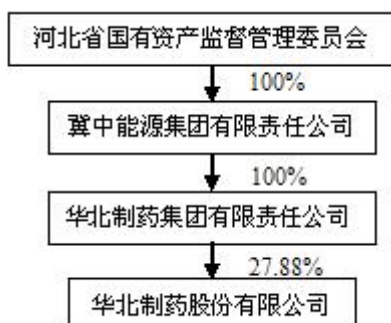 河北省国有资产监督管理委员会
100%
冀中能源集团有限责任公司
100%
华北制药集团有限责任公司
27.88%
华北制药股份有限公司